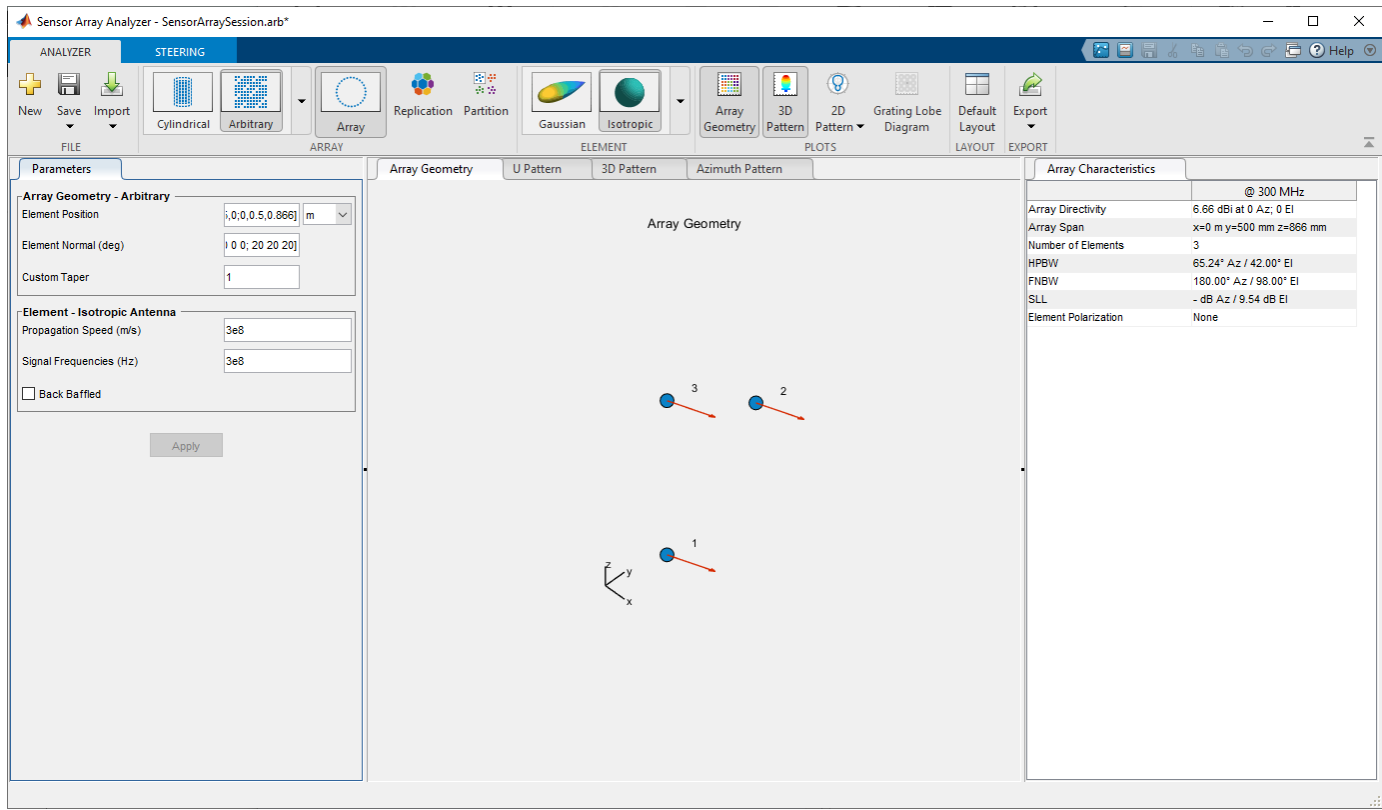 Sensor Array Analyzer - SensorArraySession.arb*
ANALYZER STEERING
Help
New Save Import
Cylindrical Arbitrary Array Replication Partition
Gaussian Isotropic
Array Geometry 3D Pattern 2D Pattern Grating Lobe Diagram
Default Layout Export
FILE ARRAY ELEMENT PLOTS LAYOUT EXPORT
Parameters
Array Geometry - Arbitrary
Element Position ;,0;0,0.5,0.866] m
Element Normal (deg) 0 0; 20 20 20]
Custom Taper 1
Element - Isotropic Antenna
Propagation Speed (m/s) 3e8
Signal Frequencies (Hz) 3e8
Back Baffled
Apply
Array Geometry U Pattern 3D Pattern Azimuth Pattern
Array Geometry
3 2
1
z
y
x
Array Characteristics
@ 300 MHz
Array Directivity 6.66 dBi at 0 Az; 0 El
Array Span x=0 m y=500 mm z=866 mm
Number of Elements 3
HPBW 65.24° Az / 42.00° El
FNBW 180.00° Az / 98.00° El
SLL - dB Az / 9.54 dB El
Element Polarization None